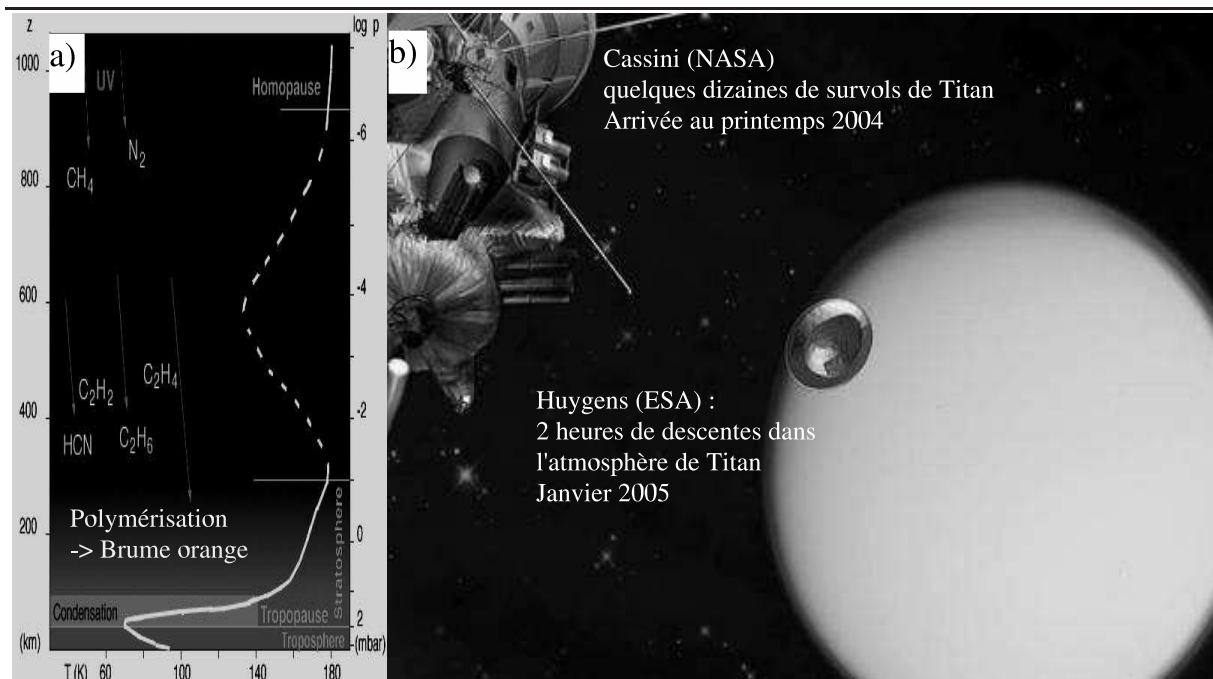 z
log p
a)
b)
1000
UV
Homopause
-6
N2
CH4
800
-4
600
C2H2
C2H4
-2
400
HCN
C2H6
Polymérisation
-> Brume orange
200
0
Stratosphere
Condensation
Tropopause
2
(km)
Troposphere
(mbar)
T (K)
60
100
140
180
Cassini (NASA)
quelques dizaines de survols de Titan
Arrivée au printemps 2004
Huygens (ESA) :
2 heures de descentes dans
l'atmosphère de Titan
Janvier 2005